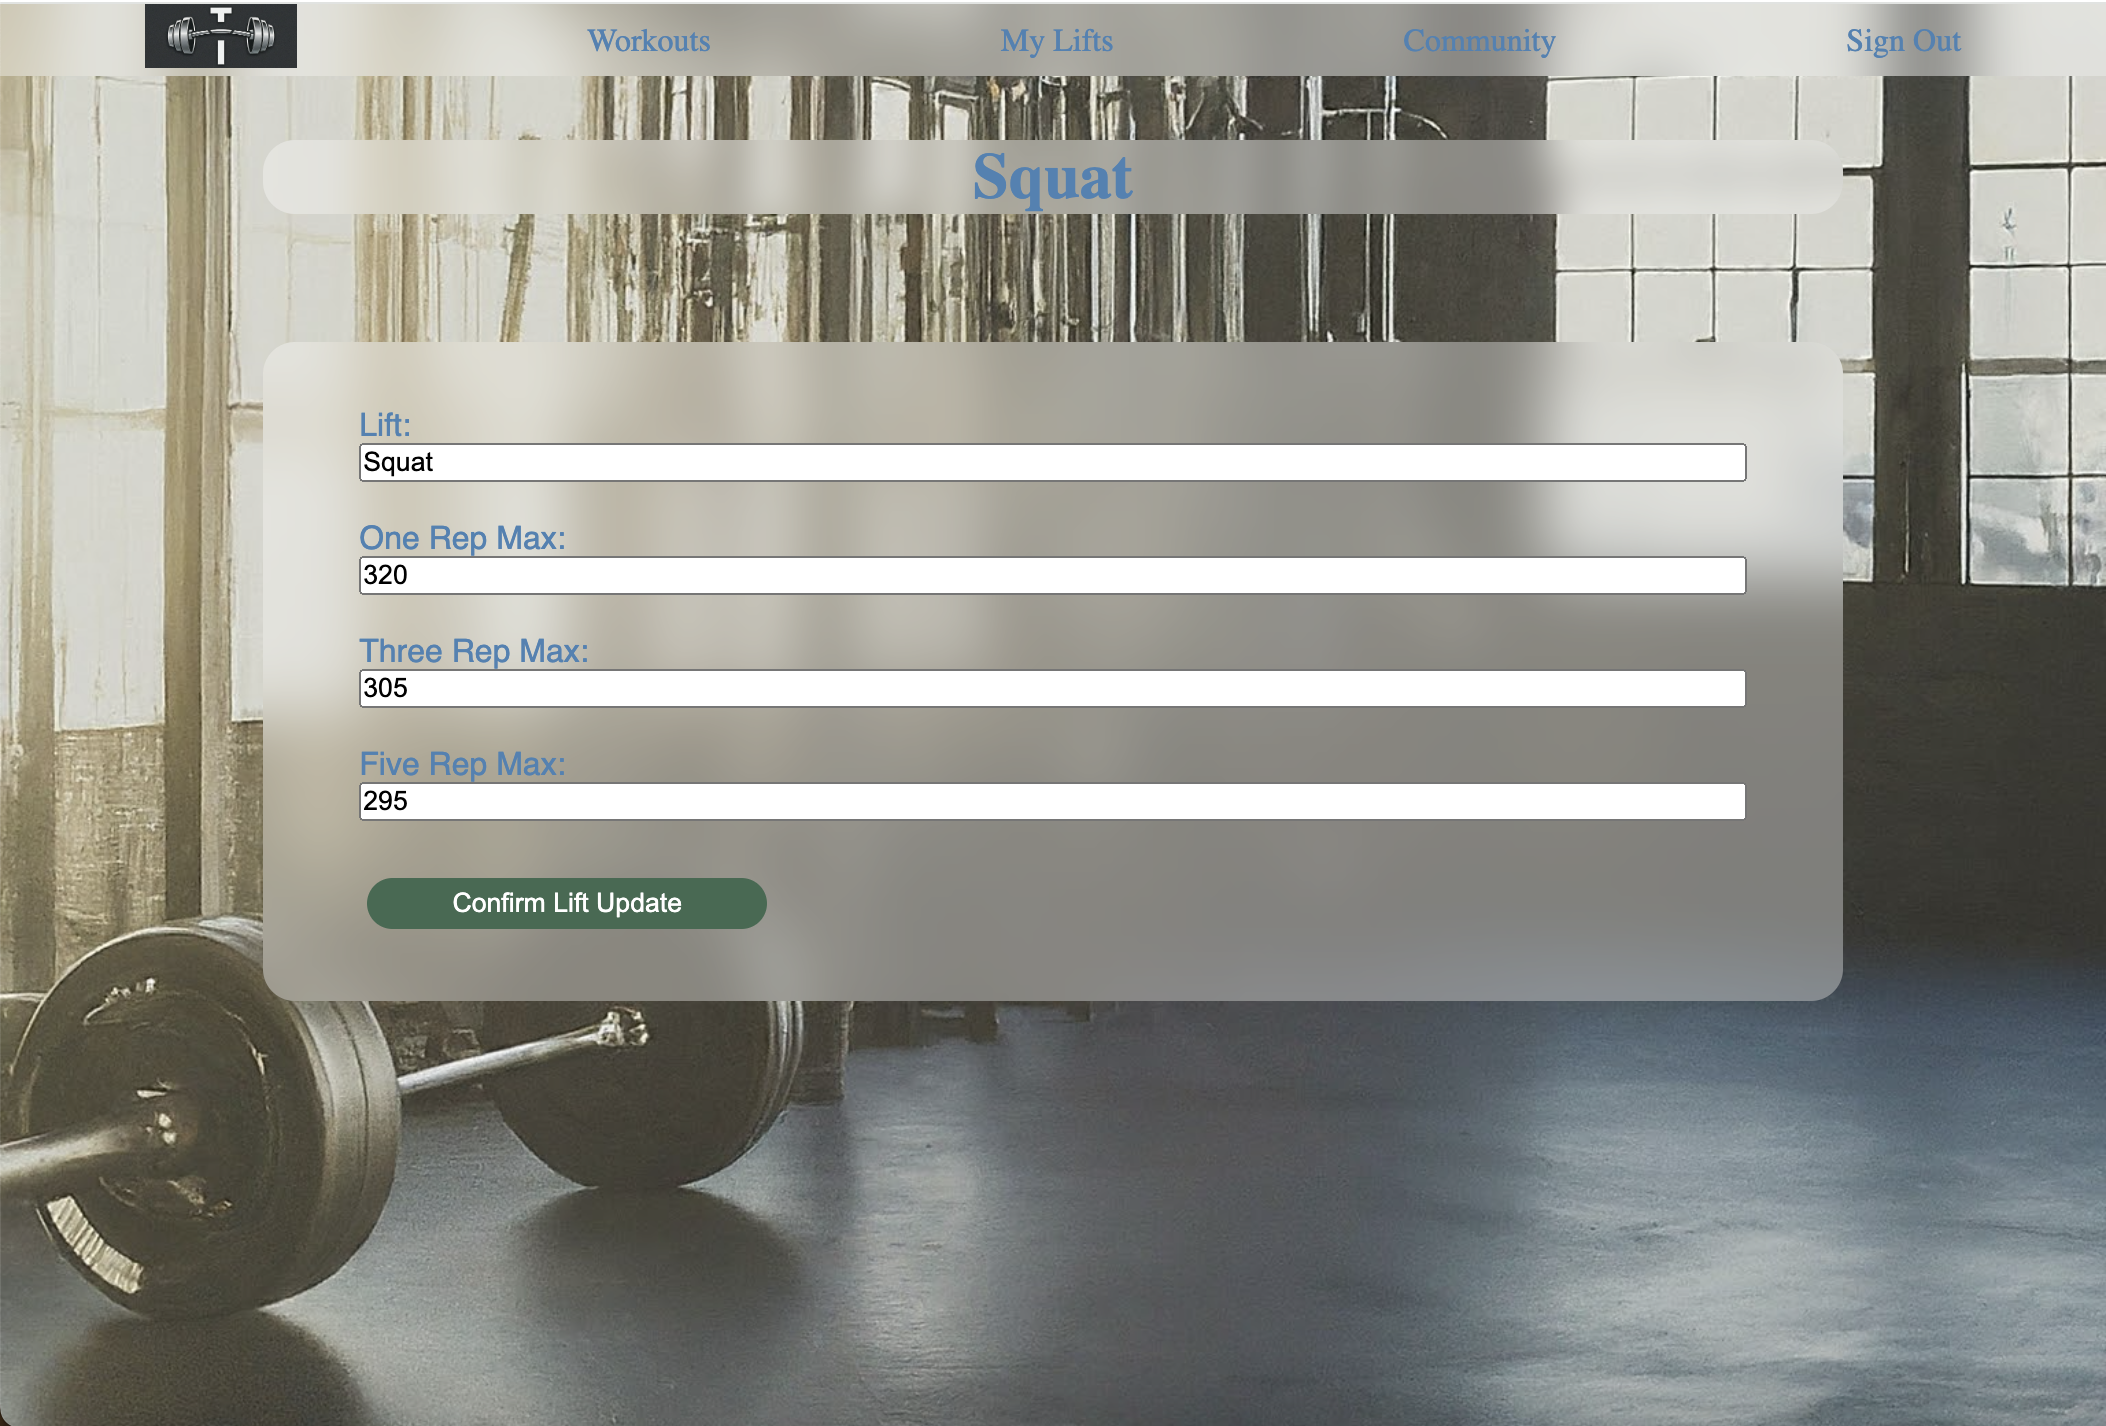 Workouts My Lifts Community Sign Out
Squat
Lift:
Squat
One Rep Max:
320
Three Rep Max:
305
Five Rep Max:
295
Confirm Lift Update